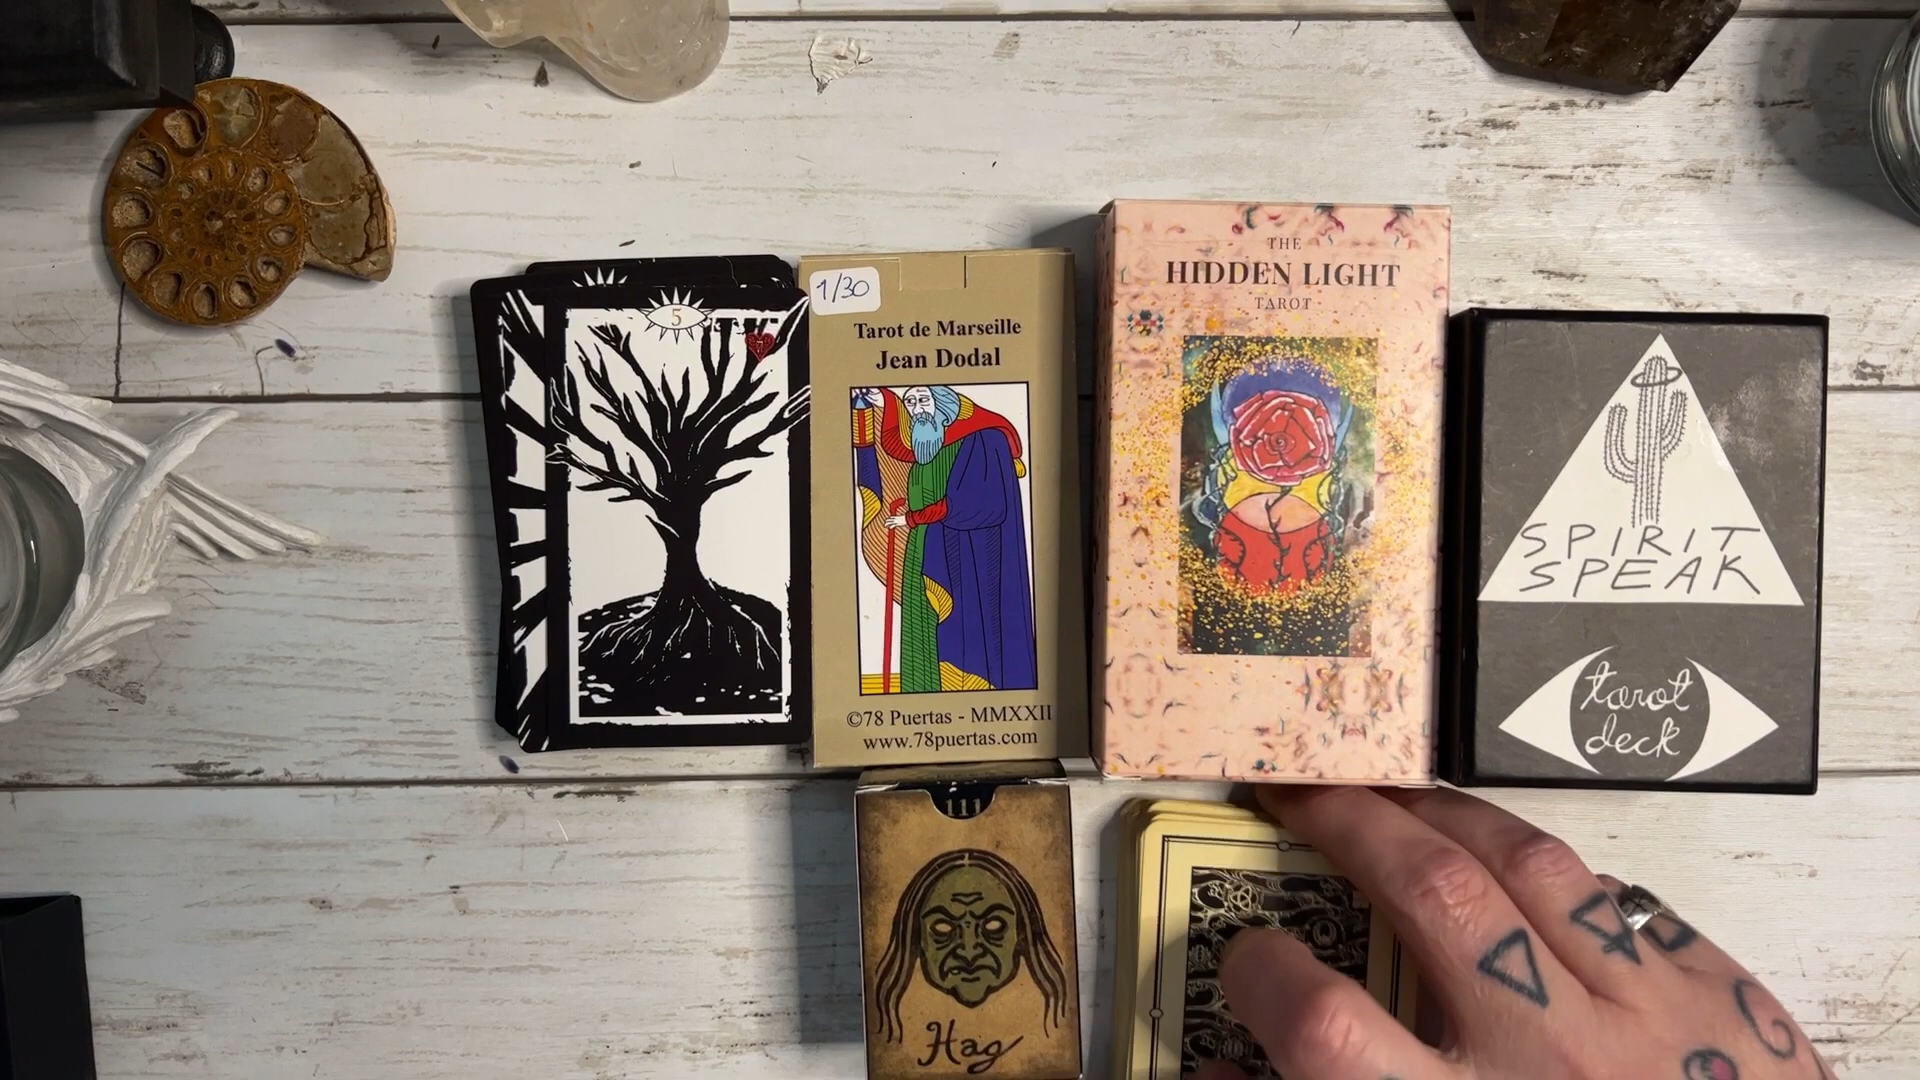 5
1/30
Tarot de Marseille
Jean Dodal
©78 Puertas - MMXXII
www.78puertas.com
THE
HIDDEN LIGHT
TAROT
SPIRIT
SPEAK
tarot
deck
111
Hag